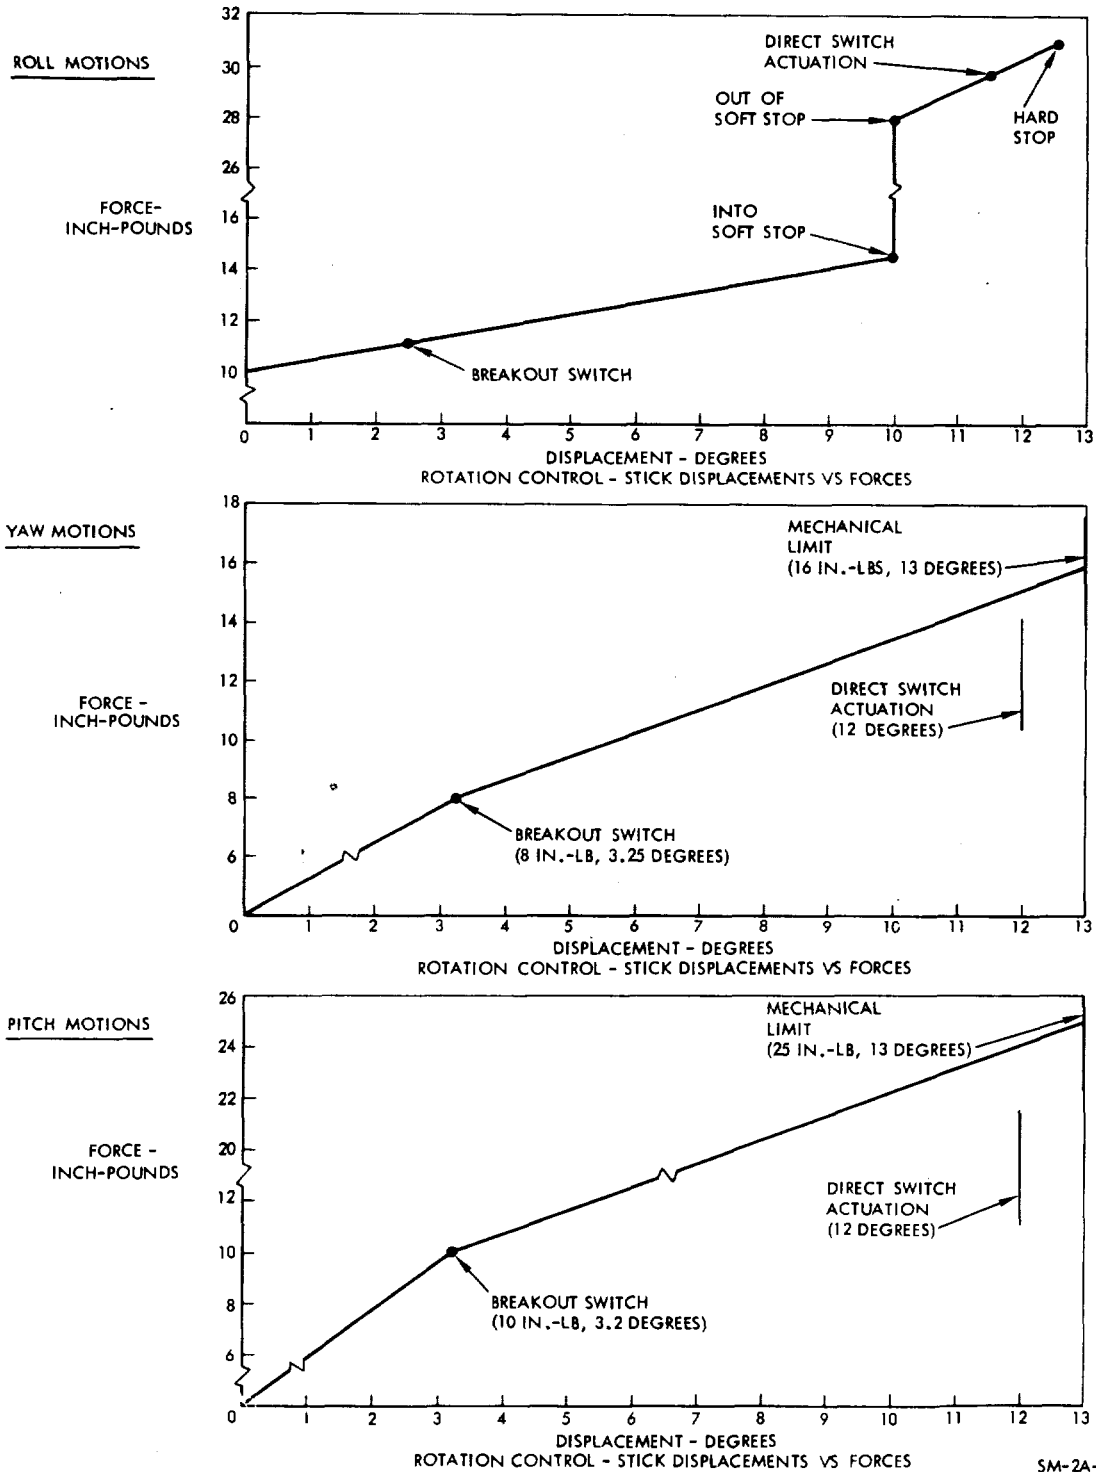 ROLL MOTIONS
FORCE-
INCH-POUNDS
32
30
28
26
16
14
12
10
DIRECT SWITCH
ACTUATION
OUT OF
SOFT STOP
HARD
STOP
INTO
SOFT STOP
BREAKOUT SWITCH
0 1 2 3 4 5 6 7 8 9 10 11 12 13
DISPLACEMENT - DEGREES
ROTATION CONTROL - STICK DISPLACEMENTS VS FORCES
YAW MOTIONS
FORCE -
INCH-POUNDS
18
16
14
12
10
8
6
MECHANICAL
LIMIT
(16 IN.-LBS, 13 DEGREES)
DIRECT SWITCH
ACTUATION
(12 DEGREES)
BREAKOUT SWITCH
(8 IN.-LB, 3.25 DEGREES)
0 1 2 3 4 5 6 7 8 9 10 11 12 13
DISPLACEMENT - DEGREES
ROTATION CONTROL - STICK DISPLACEMENTS VS FORCES
PITCH MOTIONS
FORCE -
INCH-POUNDS
26
24
22
20
12
10
8
6
MECHANICAL
LIMIT
(25 IN.-LB, 13 DEGREES)
DIRECT SWITCH
ACTUATION
(12 DEGREES)
BREAKOUT SWITCH
(10 IN.-LB, 3.2 DEGREES)
0 1 2 3 4 5 6 7 8 9 10 11 12 13
DISPLACEMENT - DEGREES
ROTATION CONTROL - STICK DISPLACEMENTS VS FORCES
SM-2A-